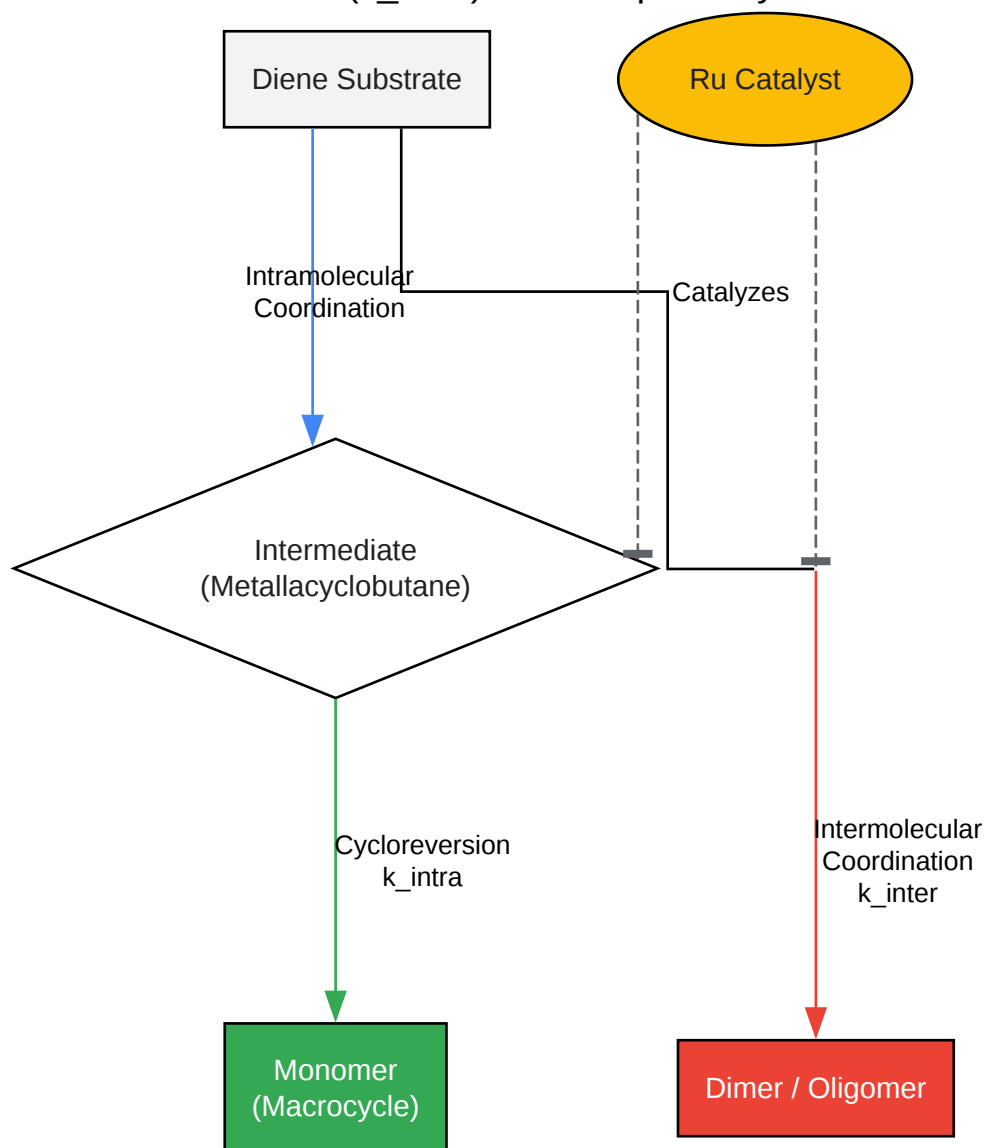 Diene Substrate
Ru Catalyst
Intramolecular
Coordination
Catalyzes
Intermediate
(Metallacyclobutane)
Cycloreversion
k_intra
Intermolecular
Coordination
k_inter
Monomer
(Macrocycle)
Dimer / Oligomer